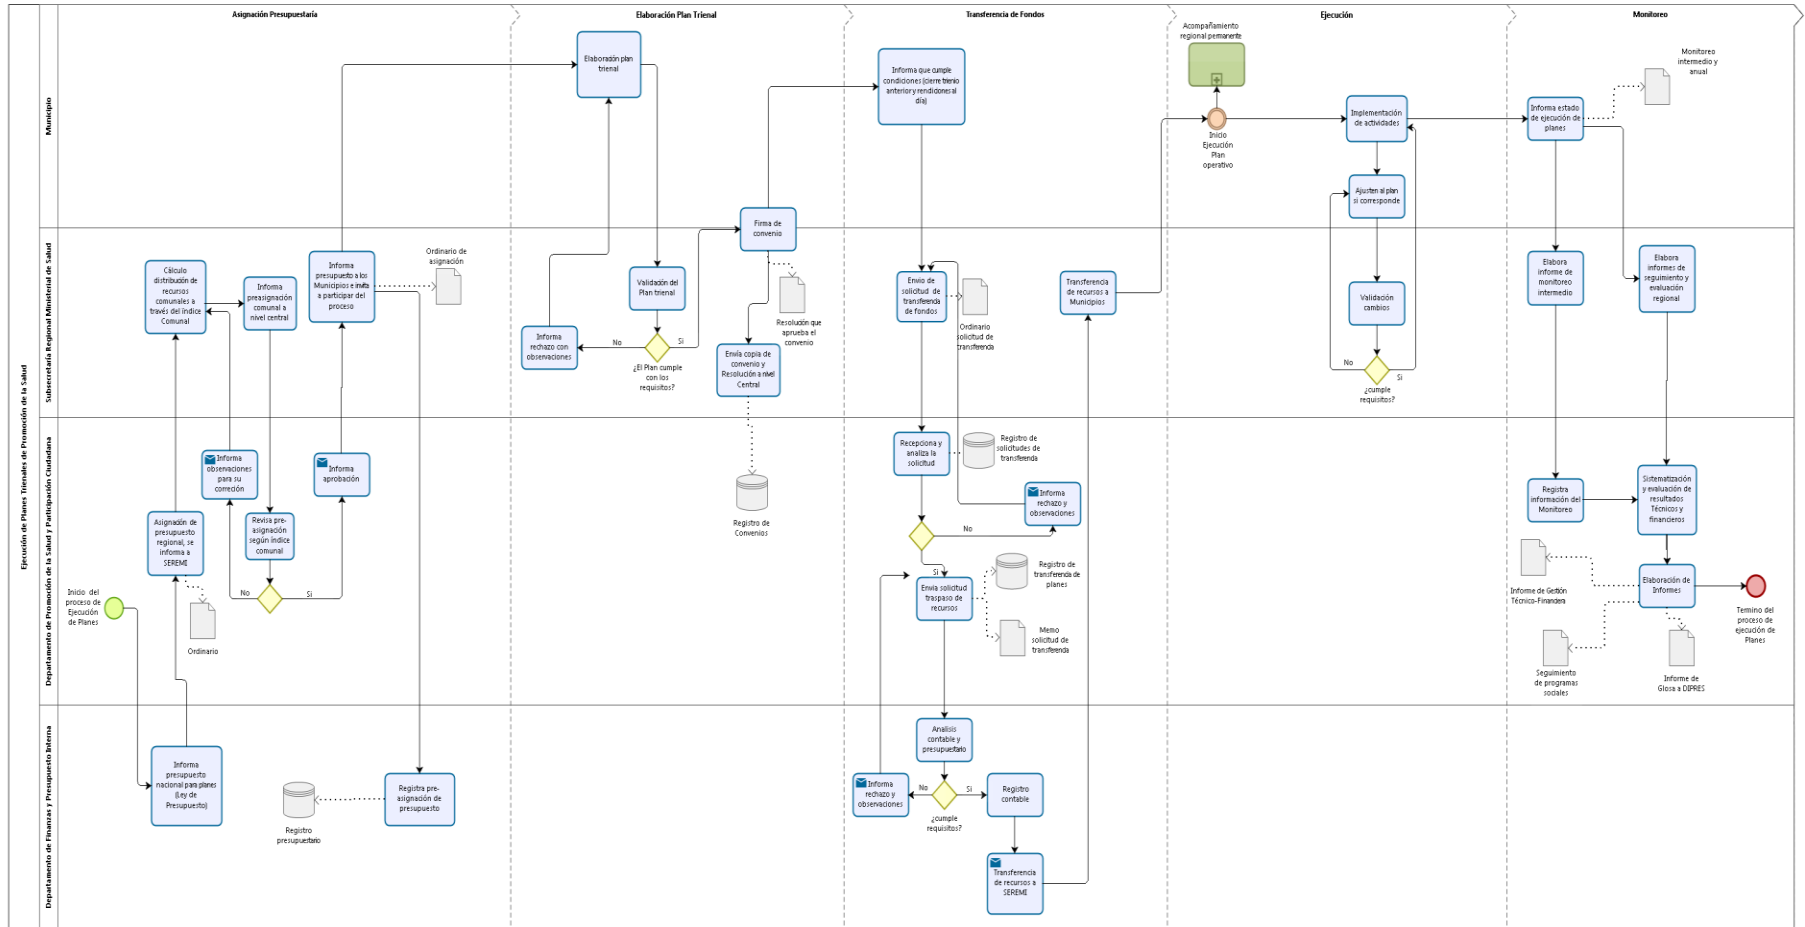 Asignación Presupuestaría
Elaboración Plan Trienal
Transferencia de Fondos
Ejecución
Monitoreo
Ejecución de Planes Trienales de Promoción de la Salud
Municipio
Elaboración plan
trienal
Informa que cumple
condiciones (cierre trienio
anterior y rendiciones al
día)
Acompañamiento
regional permanente
Inicio
Ejecución
Plan
operativo
Implementación
de actividades
Ajusten al plan
si corresponde
Informa estado
de ejecución de
planes
Monitoreo
intermedio y
anual
Subsecretaría Regional Ministerial de Salud
Cálculo
distribución de
recursos
comunales a
través del índice
Comunal
Informa
preasignación
comunal a
nivel central
Informa
presupuesto a los
Municipios e invita
a participar del
proceso
Ordinario de
asignación
Informa
rechazo con
observaciones
Validación del
Plan trienal
No
Si
¿El Plan cumple
con los
requisitos?
Firma de
convenio
Resolución que
aprueba el
convenio
Envía copia de
convenio y
Resolución a nivel
Central
Envio de
solicitud de
transferencia
de fondos
Ordinario
solicitud de
transferencia
Transferencia
de recursos a
Municipios
Validación
cambios
No
Si
¿cumple
requisitos?
Elabora
informe de
monitoreo
intermedio
Elabora
informes de
seguimiento y
evaluación
regional
Departamento de Promoción de la Salud y Participación Ciudadana
Inicio del
proceso de
Ejecución
de Planes
Asignación de
presupuesto
regional, se
informa a
SEREMI
Ordinario
Informa
observaciones
para su
correción
Revisa pre-
asignación
según índice
comunal
No
Si
Informa
aprobación
Registro de
Convenios
Recepciona y
analiza la
solicitud
Registro de
solicitudes de
transferencia
Informa
rechazo y
observaciones
No
Si
Envia solicitud
traspaso de
recursos
Registro de
transferencia de
planes
Memo
solicitud de
transferencia
Registra
información del
Monitoreo
Sistematización
y evaluación de
resultados
Técnicos y
financieros
Informe de Gestión
Técnico-Financiera
Elaboración de
Informes
Seguimiento
de programas
sociales
Informe de
Glosa a DIPRES
Termino del
proceso de
ejecución de
Planes
Departamento de Finanzas y Presupuesto Interna
Informa
presupuesto
nacional para planes
(Ley de
Presupuesto)
Registro
presupuestario
Registra pre-
asignación de
presupuesto
Analisis
contable y
presupuestario
Informa
rechazo y
observaciones
No
Si
¿cumple
requisitos?
Registro
contable
Transferencia
de recursos a
SEREMI